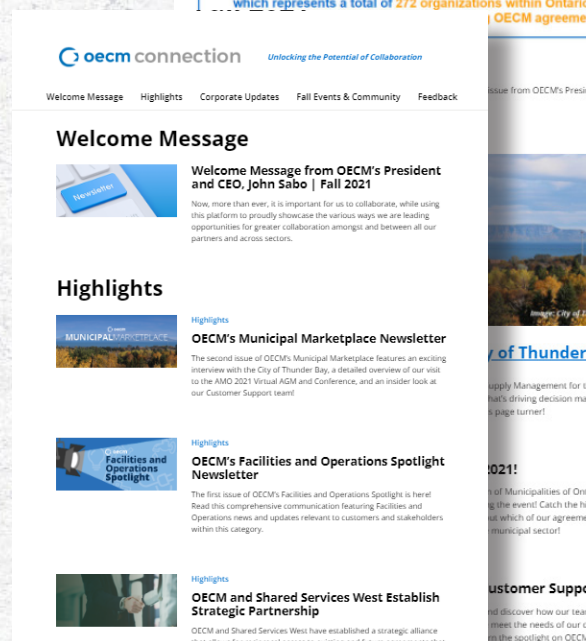 which represents a total of 272 organizations within Ontario
OECM agreeme
oecm connection
Unlocking the Potential of Collaboration
Welcome Message Highlights Corporate Updates Fall Events & Community Feedback
Welcome Message
Newsletter
Welcome Message from OECM's President
and CEO, John Sabo | Fall 2021
Now, more than ever, it is important for us to collaborate, while using
this platform to proudly showcase the various ways we are leading
opportunities for greater collaboration amongst and between all our
partners and across sectors.
Highlights
oecm
MUNICIPALMARKETPLACE
Highlights
OECM's Municipal Marketplace Newsletter
The second issue of OECM's Municipal Marketplace features an exciting
interview with the City of Thunder Bay, a detailed overview of our visit
to the AMO 2021 Virtual AGM and Conference, and an insider look at
our Customer Support team!
oecm
Facilities and
Operations
Spotlight
Highlights
OECM's Facilities and Operations Spotlight
Newsletter
The first issue of OECM's Facilities and Operations Spotlight is here!
Read this comprehensive communication featuring Facilities and
Operations news and updates relevant to customers and stakeholders
within this category.
Highlights
OECM and Shared Services West Establish
Strategic Partnership
OECM and Shared Services West have established a strategic alliance
issue from OECM's Presi
Image: City of
y of Thunder
upply Management for t
hat's driving decision ma
s page turner!
2021!
n of Municipalities of Ont
g the event! Catch the hi
ut which of our agreeme
municipal sector!
ustomer Suppo
nd discover how our tea
meet the needs of our c
rn the spotlight on OECM